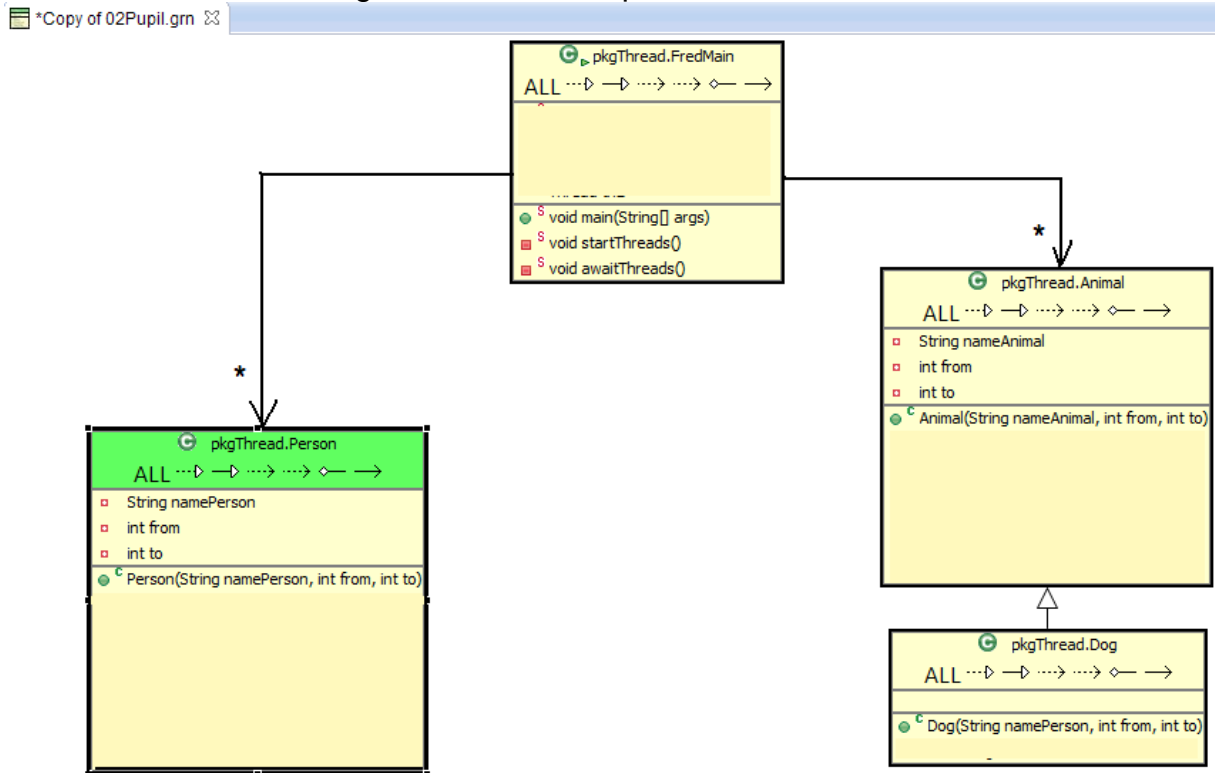 *Copy of 02Pupil.grn
pkgThread.FredMain
ALL
S void main(String[] args)
S void startThreads()
S void awaitThreads()
*
*
pkgThread.Animal
ALL
String nameAnimal
int from
int to
C Animal(String nameAnimal, int from, int to)
pkgThread.Person
ALL
String namePerson
int from
int to
C Person(String namePerson, int from, int to)
pkgThread.Dog
ALL
C Dog(String namePerson, int from, int to)